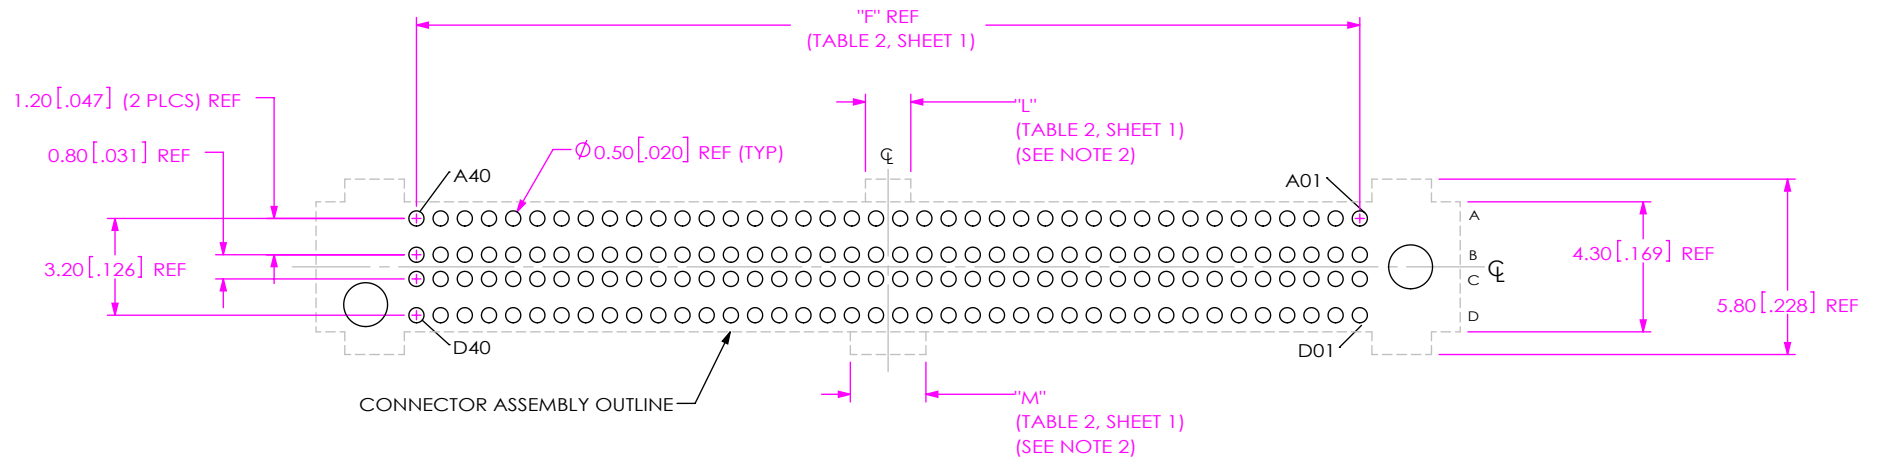 "F" REF
(TABLE 2, SHEET 1)
1.20[.047] (2 PLCS) REF
"L"
(TABLE 2, SHEET 1)
(SEE NOTE 2)
0.80[.031] REF
Ø0.50[.020] REF (TYP)
℄
A40
A01
A
B
C
D
℄
3.20[.126] REF
4.30[.169] REF
5.80[.228] REF
D40
D01
CONNECTOR ASSEMBLY OUTLINE
"M"
(TABLE 2, SHEET 1)
(SEE NOTE 2)